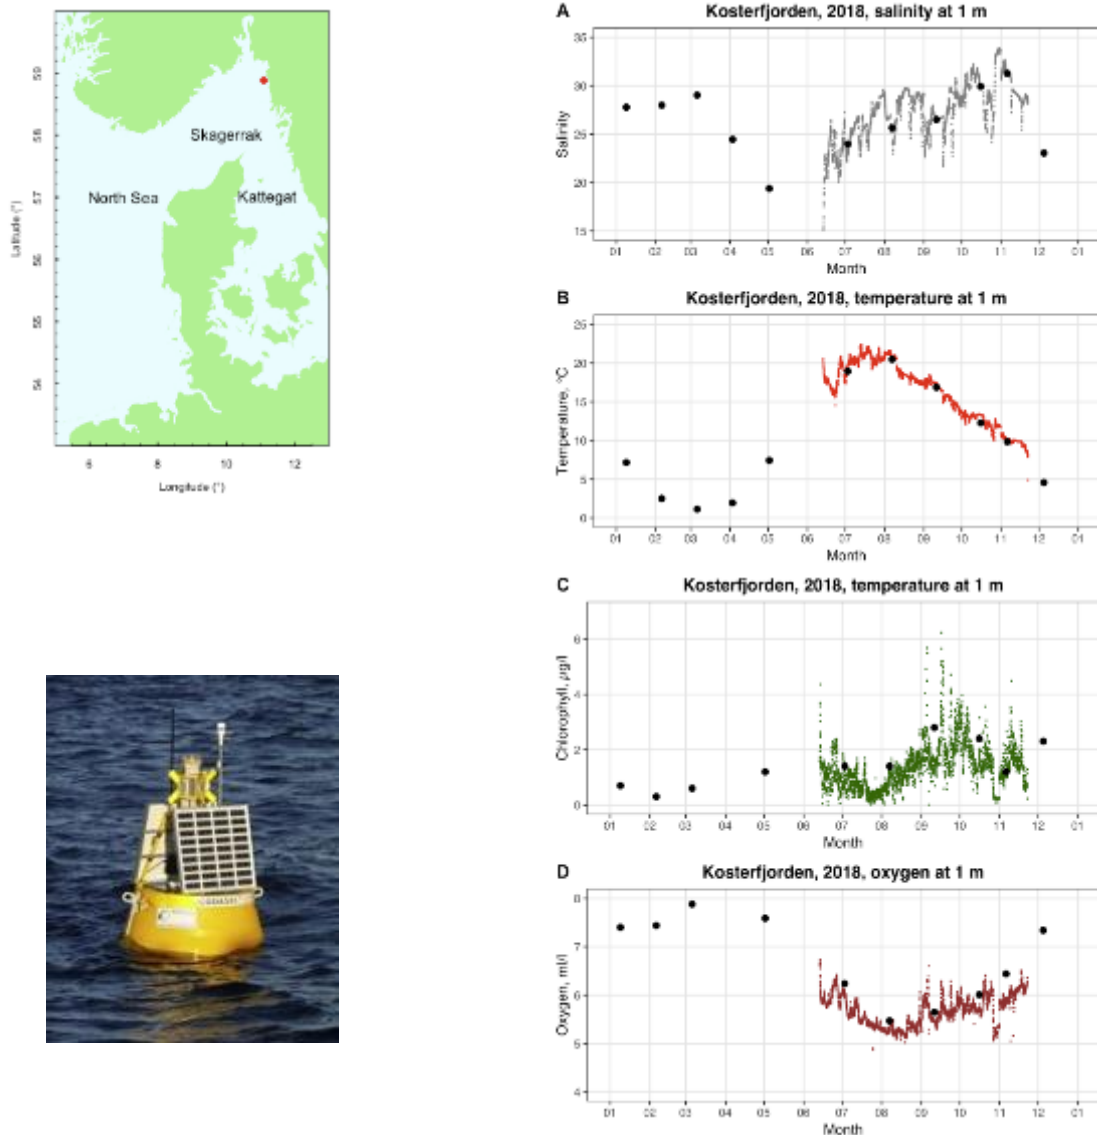 59
58
57
56
55
54
Latitude (°)
Skagerrak
North Sea
Kattegat
6 8 10 12
Longitude (°)
A Kosterfjorden, 2018, salinity at 1 m
35
30
25
20
15
Salinity
01 02 03 04 05 06 07 08 09 10 11 12 01
Month
B Kosterfjorden, 2018, temperature at 1 m
25
20
15
10
5
0
Temperature, °C
01 02 03 04 05 06 07 08 09 10 11 12 01
Month
C Kosterfjorden, 2018, temperature at 1 m
6
4
2
0
Chlorophyll, µg/l
01 02 03 04 05 06 07 08 09 10 11 12 01
Month
D Kosterfjorden, 2018, oxygen at 1 m
8
7
6
5
4
Oxygen, ml/l
01 02 03 04 05 06 07 08 09 10 11 12 01
Month